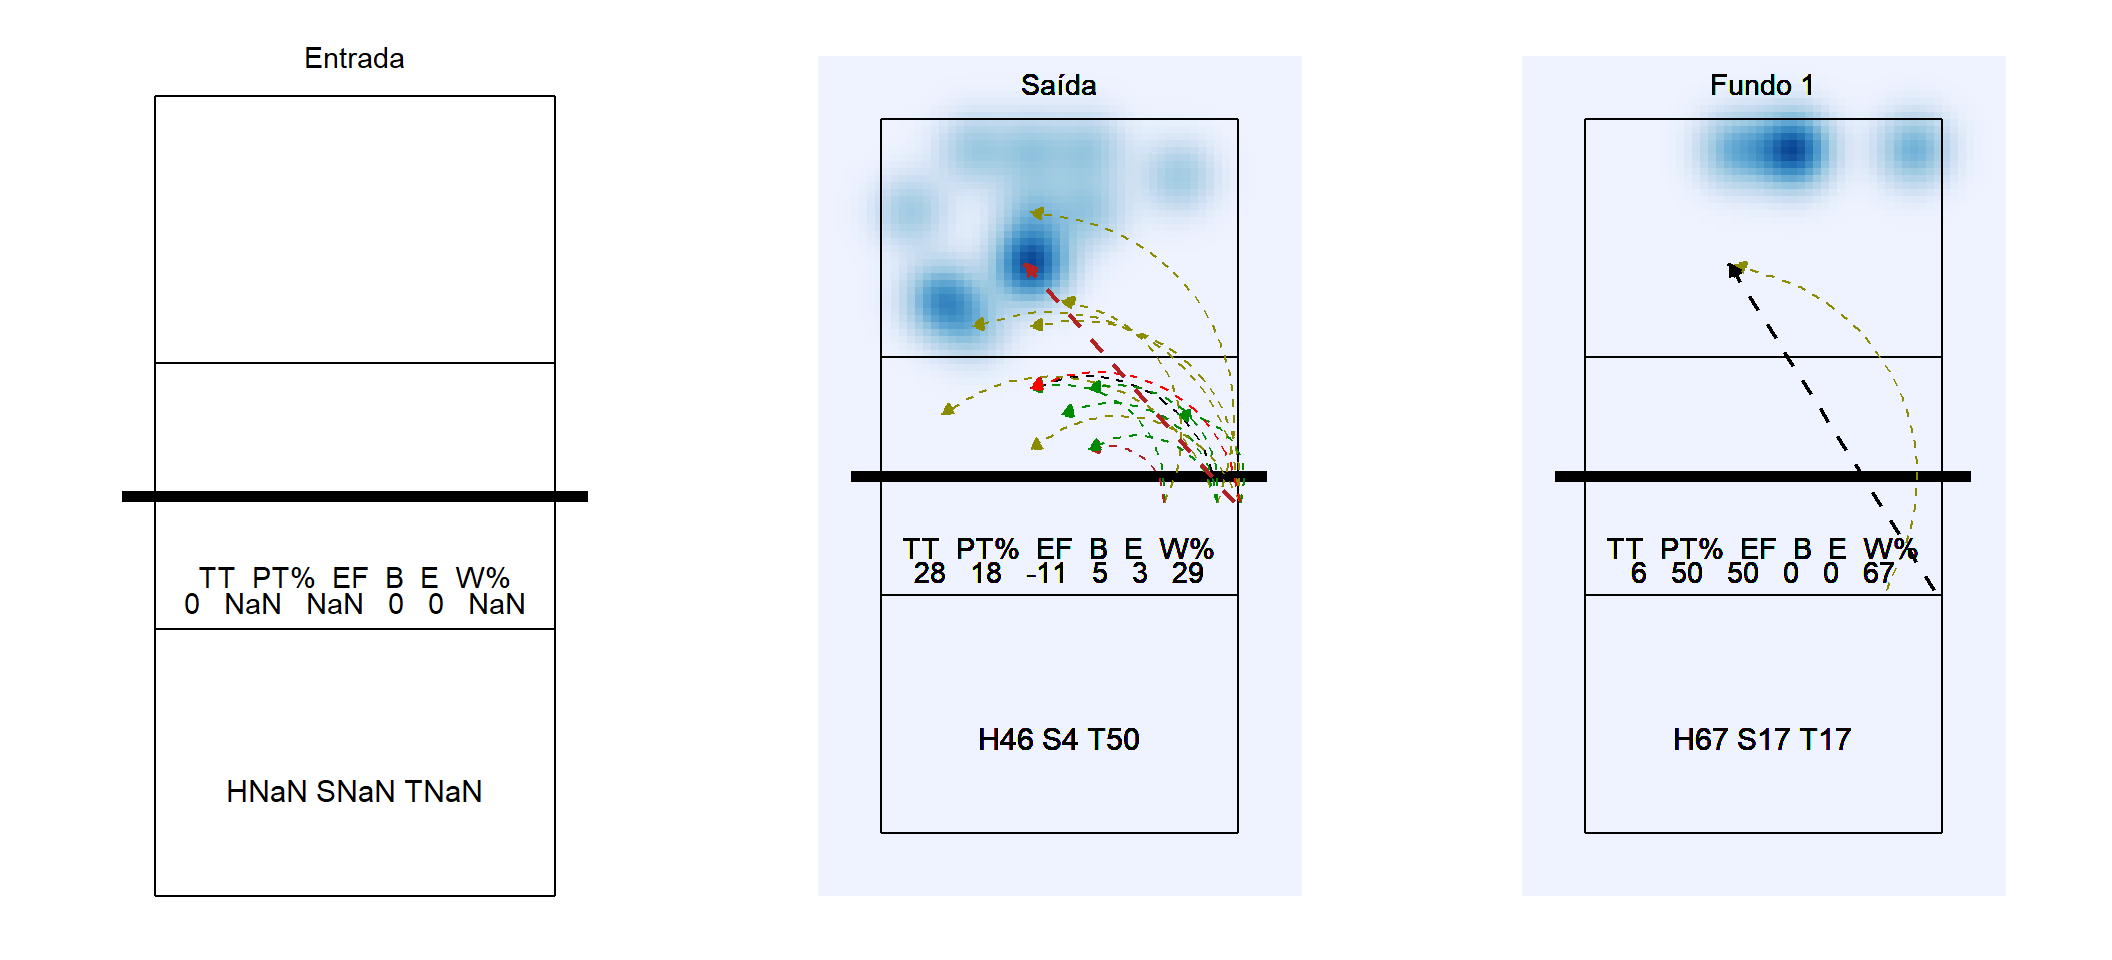 Entrada
TT PT% EF B E W%
0 NaN NaN 0 0 NaN
HNaN SNaN TNaN
Saída
TT PT% EF B E W%
28 18 -11 5 3 29
H46 S4 T50
Fundo 1
TT PT% EF B E W%
6 50 50 0 0 67
H67 S17 T17